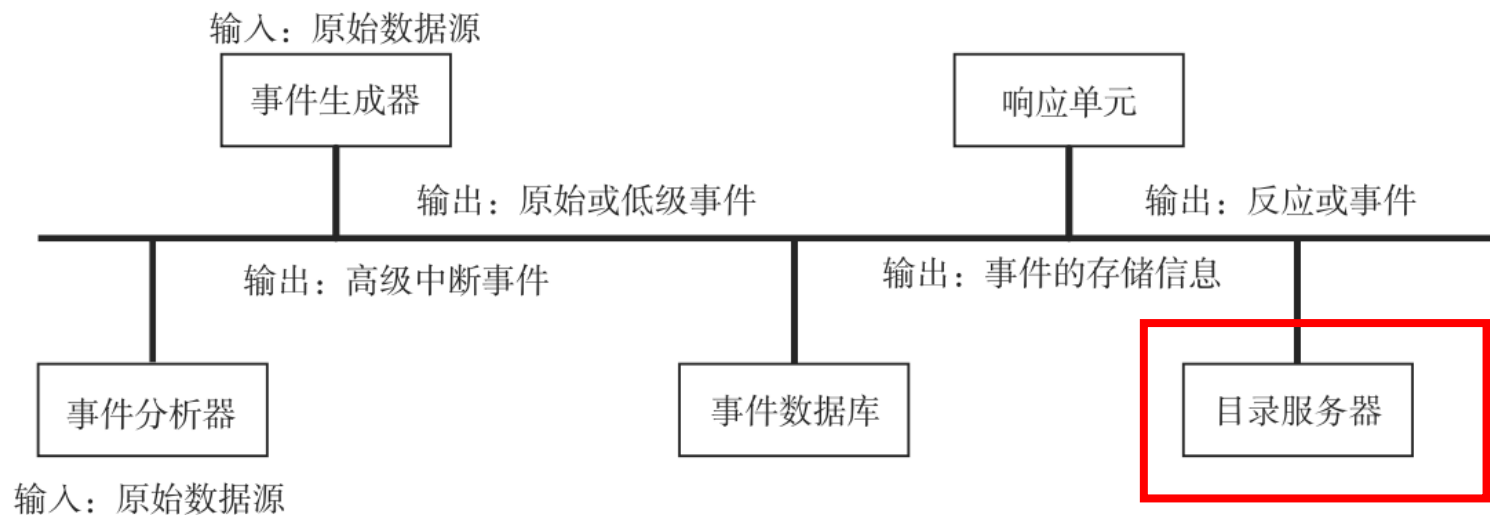 输入：原始数据源
事件生成器
响应单元
输出：原始或低级事件
输出：反应或事件
输出：高级中断事件
输出：事件的存储信息
事件分析器
事件数据库
目录服务器
输入：原始数据源